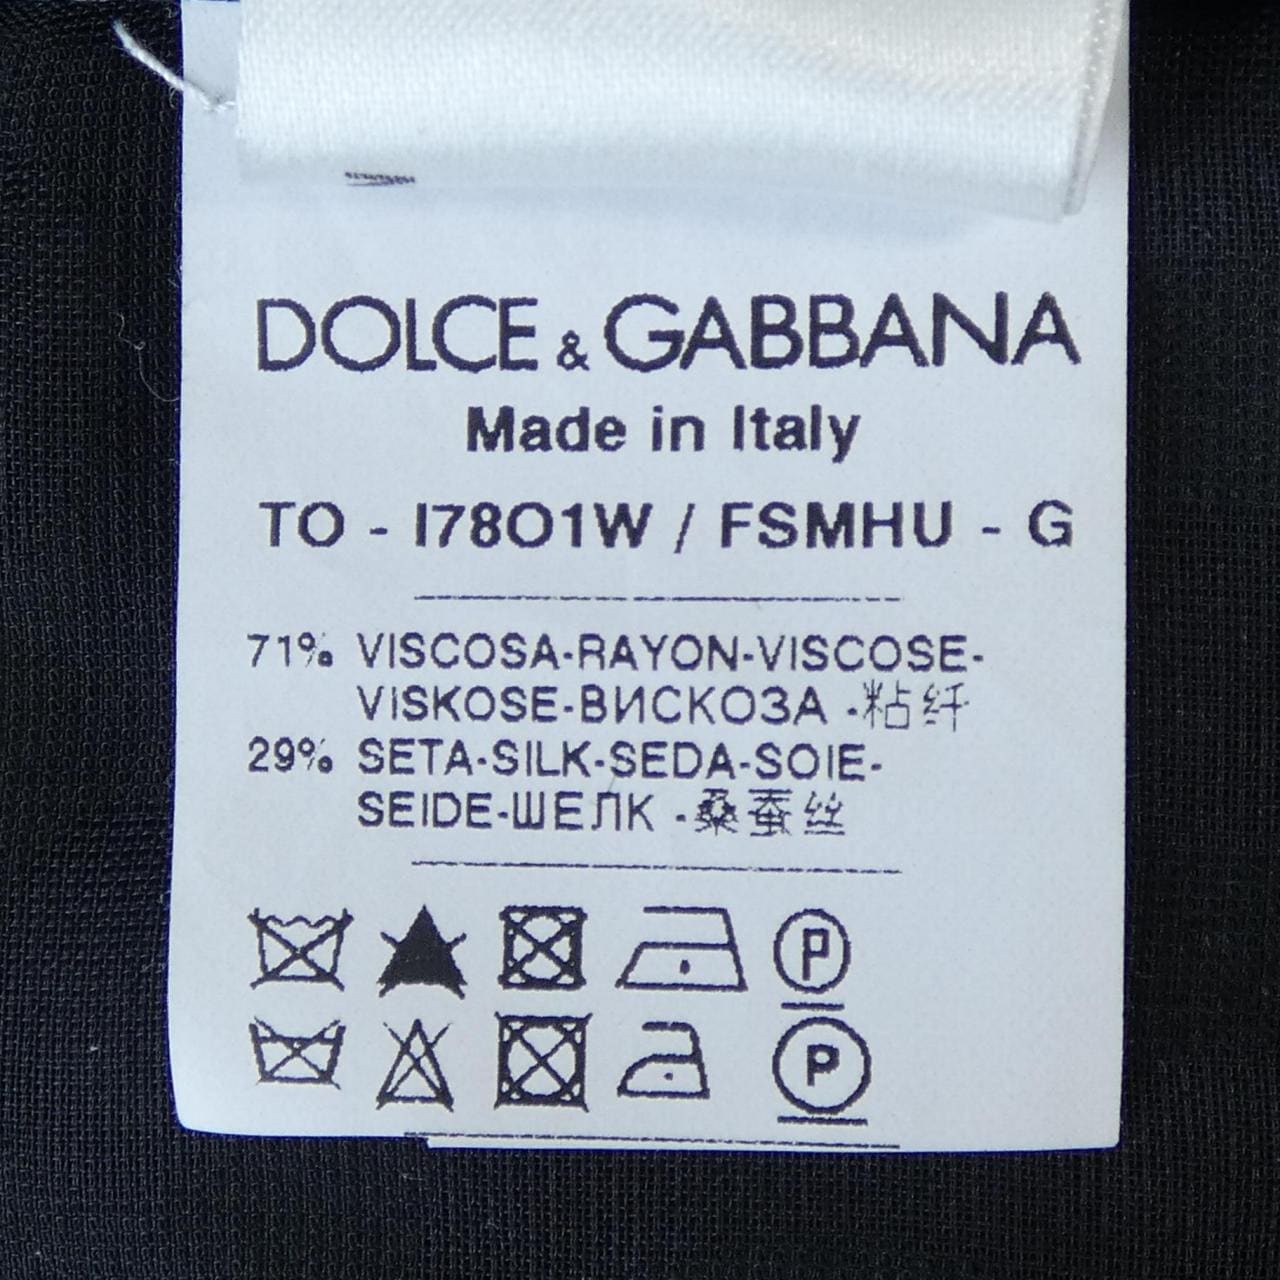 DOLCE & GABBANA
Made in Italy
TO - I7801W / FSMHU - G
71% VISCOSA-RAYON-VISCOSE-
VISKOSE-ВИСКОЗА -粘纤
29% SETA-SILK-SEDA-SOIE-
SEIDE-ШЕЛК -桑蚕丝
P
P